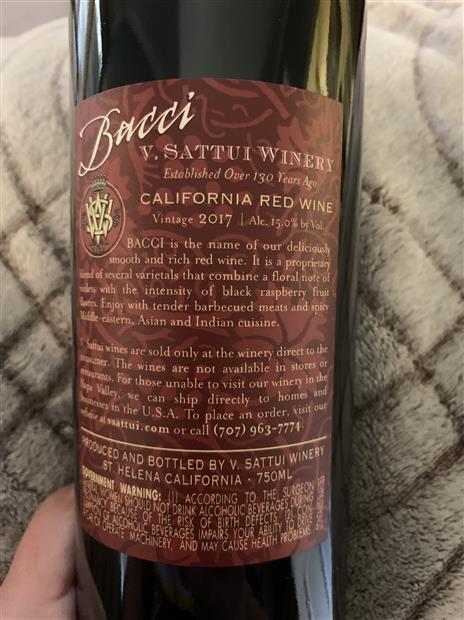 Bacci
V. SATTUI WINERY
Established Over 130 Years Ago
CALIFORNIA RED WINE
Vintage 2017 | Alc. 15.0% by Vol.
BACCI is the name of our deliciously
smooth and rich red wine. It is a proprietary
blend of several varietals that combine a floral note of
violets with the intensity of black raspberry fruit
flavors. Enjoy with tender barbecued meats and spicy
Middle-eastern, Asian and Indian cuisine.
V. Sattui wines are sold only at the winery direct to the
consumer. The wines are not available in stores or
restaurants. For those unable to visit our winery in the
Napa Valley, we can ship directly to homes and
businesses in the U.S.A. To place an order, visit our
website at vsattui.com or call (707) 963-7774.
PRODUCED AND BOTTLED BY V. SATTUI WINERY
ST. HELENA CALIFORNIA · 750ML
GOVERNMENT WARNING: (1) ACCORDING TO THE SURGEON
WOMEN SHOULD NOT DRINK ALCOHOLIC BEVERAGES DURING
BECAUSE OF THE RISK OF BIRTH DEFECTS. (2) CON-
OF ALCOHOLIC BEVERAGES IMPAIRS YOUR ABILITY TO DRIVE
OR OPERATE MACHINERY, AND MAY CAUSE HEALTH PROBLEMS.